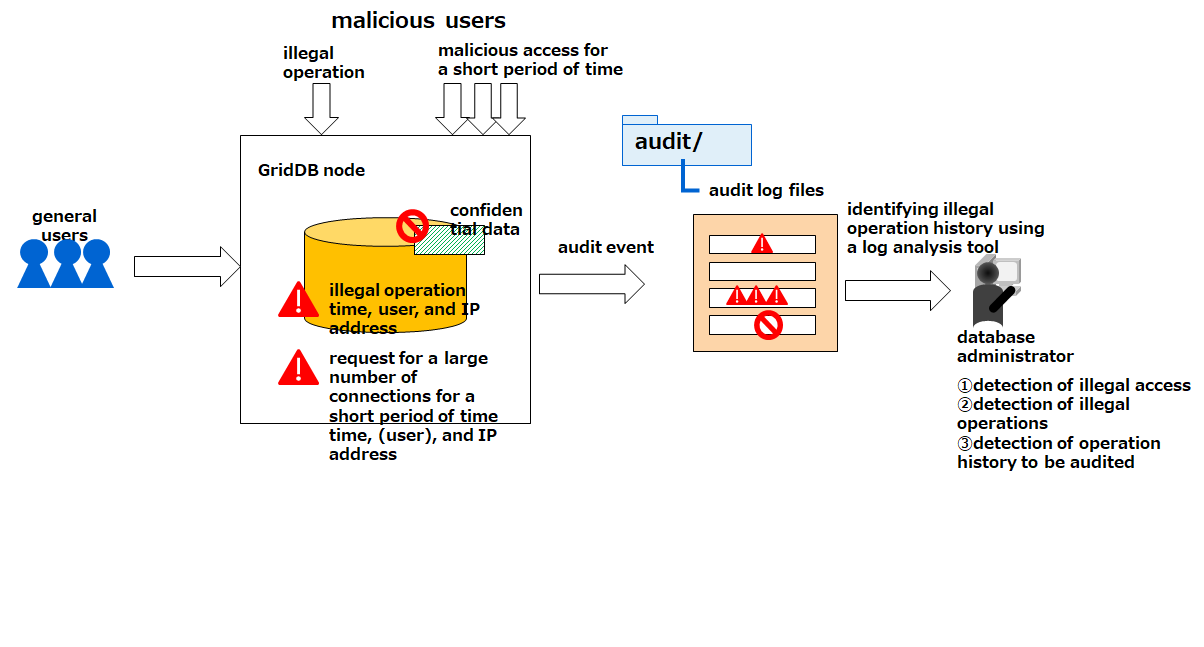 malicious users
illegal
operation
malicious access for
a short period of time
GridDB node
general
users
confiden
tial data
illegal operation
time, user, and IP
address
request for a large
number of
connections for a
short period of time
time, (user), and IP
address
audit event
audit/
audit log files
identifying illegal
operation history using
a log analysis tool
database
administrator
①detection of illegal access
②detection of illegal
operations
③detection of operation
history to be audited